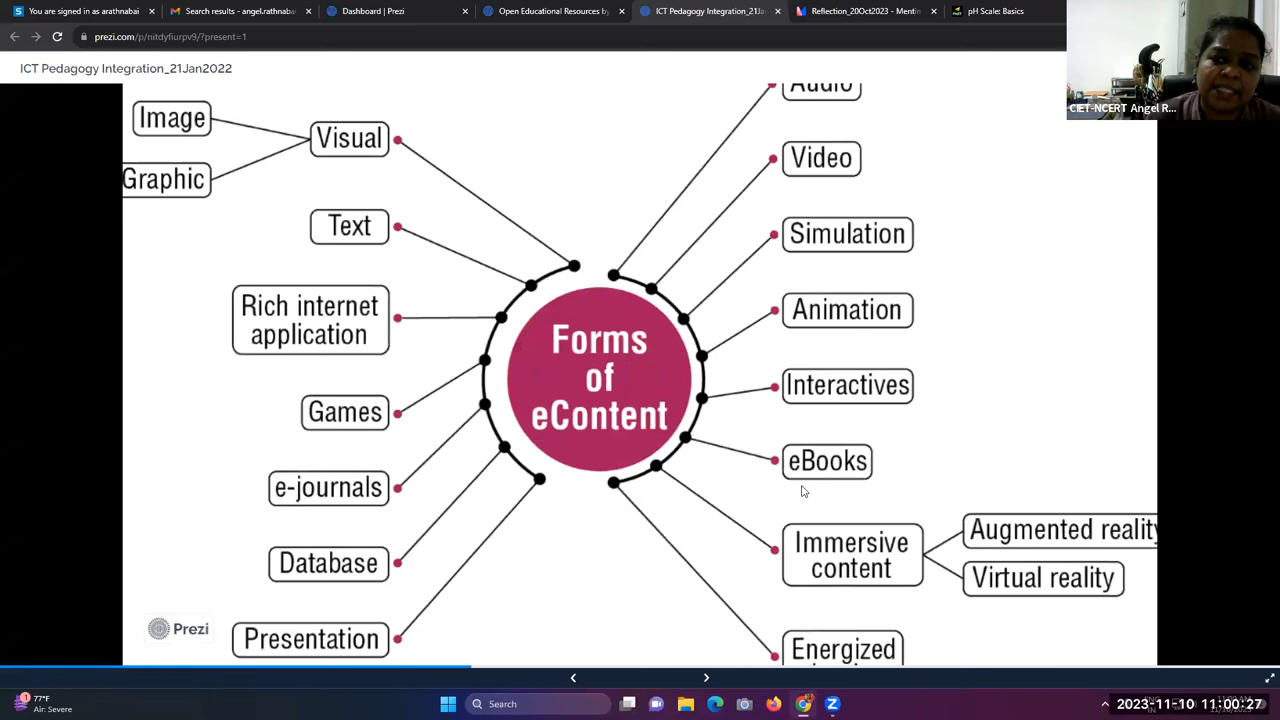 You are signed in as arathnabai
Search results - angel.rathnabai
Dashboard | Prezi
Open Educational Resources by
ICT Pedagogy Integration_21Jan
Reflection_20Oct2023 - Mentim
pH Scale: Basics
prezi.com/p/nitdyfiurpv9/?present=1
ICT Pedagogy Integration_21Jan2022
CIET-NCERT Angel R...
Image
Graphic
Visual
Text
Rich internet
application
Games
e-journals
Database
Presentation
Forms
of
eContent
Audio
Video
Simulation
Animation
Interactives
eBooks
Immersive
content
Augmented reality
Virtual reality
Energized
Prezi
1
77°F
Air: Severe
Search
2023-11-10 11:00:27